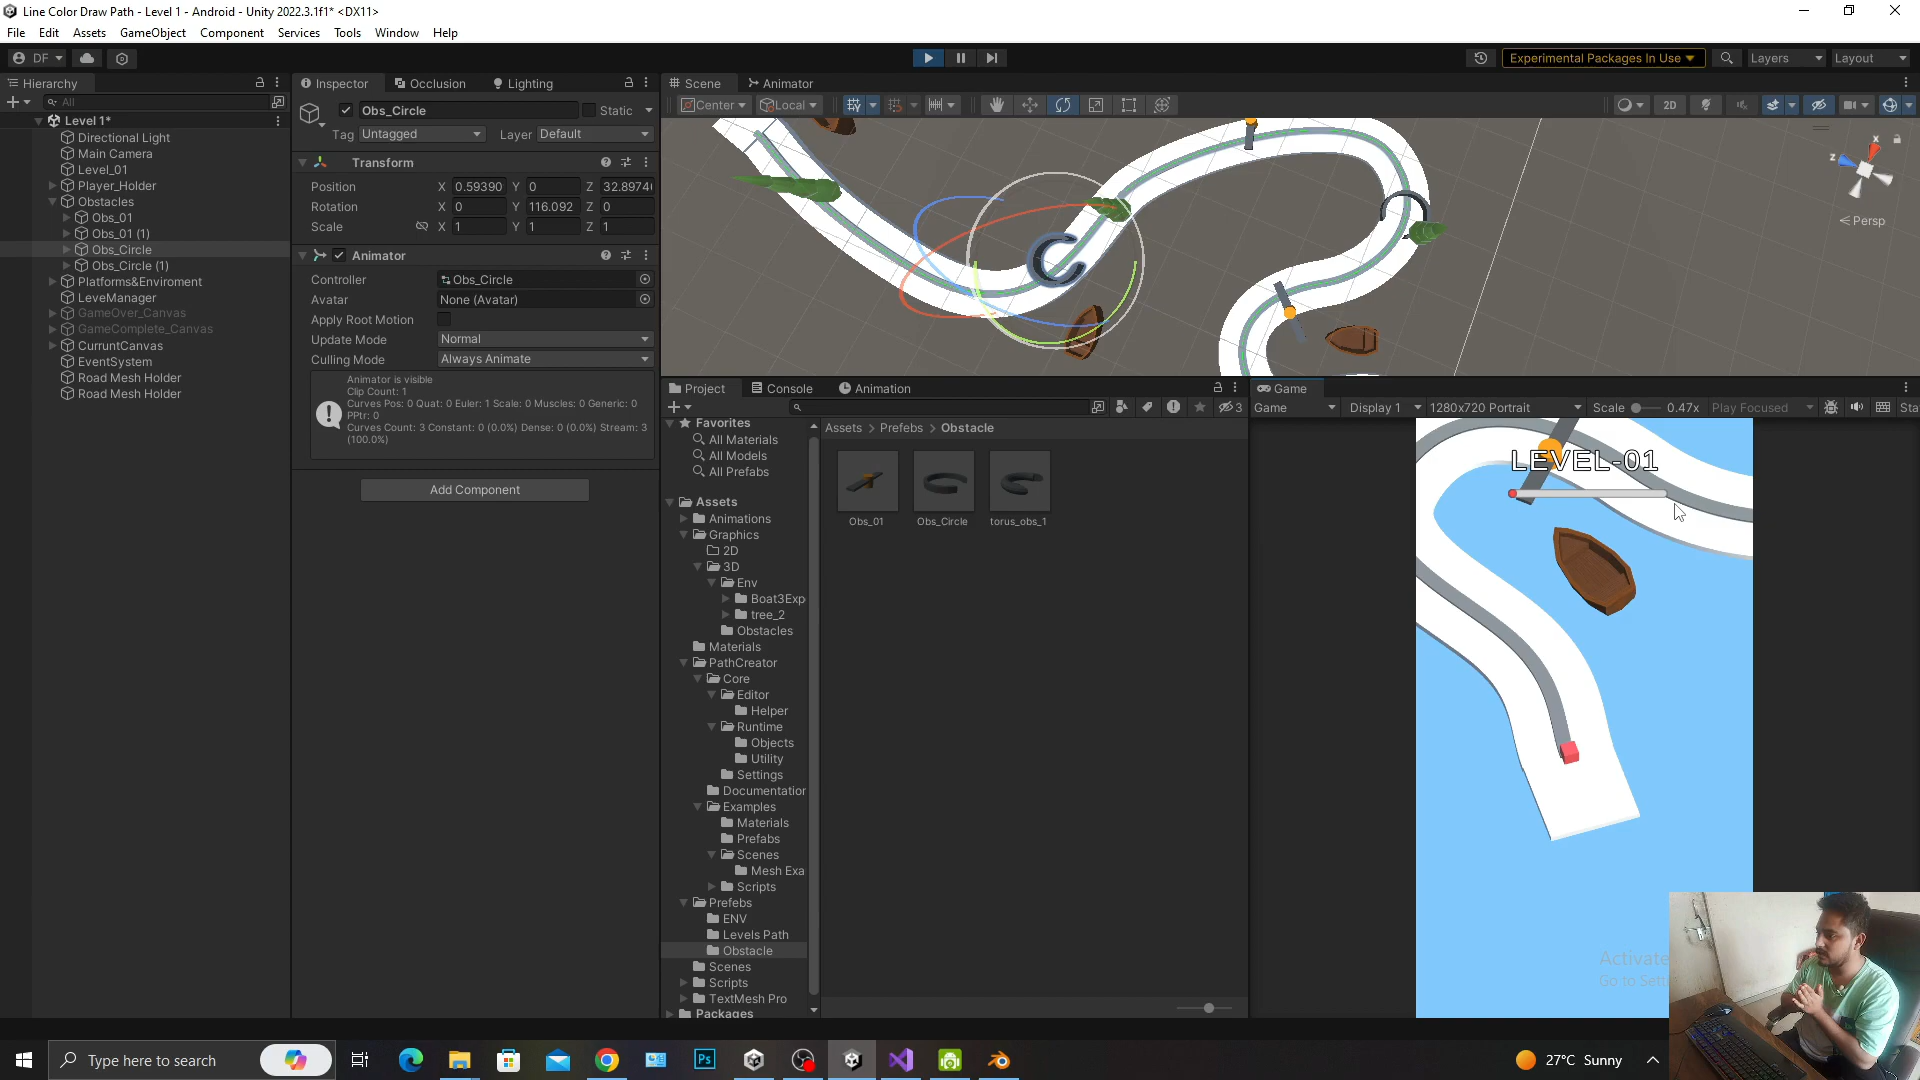 Line Color Draw Path - Level 1 - Android - Unity 2022.3.1f1* <DX11>
File Edit Assets GameObject Component Services Tools Window Help
DF
Experimental Packages In Use
Layers
Layout
Hierarchy
All
Level 1*
Directional Light
Main Camera
Level_01
Player_Holder
Obstacles
Obs_01
Obs_01 (1)
Obs_Circle
Obs_Circle (1)
Platforms&Enviroment
LeveManager
GameOver_Canvas
GameComplete_Canvas
CurruntCanvas
EventSystem
Road Mesh Holder
Road Mesh Holder
Inspector Occlusion Lighting
Obs_Circle Static
Tag Untagged Layer Default
Transform
Position X 0.59390 Y 0 Z 32.8974
Rotation X 0 Y 116.092 Z 0
Scale X 1 Y 1 Z 1
Animator
Controller Obs_Circle
Avatar None (Avatar)
Apply Root Motion
Update Mode Normal
Culling Mode Always Animate
Animator is visible
Clip Count: 1
Curves Pos: 0 Quat: 0 Euler: 1 Scale: 0 Muscles: 0 Generic: 0
PPtr: 0
Curves Count: 3 Constant: 0 (0.0%) Dense: 0 (0.0%) Stream: 3
(100.0%)
Add Component
Scene Animator
Center Local
2D
x
z
Persp
Project Console Animation
3
Favorites
All Materials
All Models
All Prefabs
Assets
Animations
Graphics
2D
3D
Env
Boat3Exp
tree_2
Obstacles
Materials
PathCreator
Core
Editor
Helper
Runtime
Objects
Utility
Settings
Documentation
Examples
Materials
Prefabs
Scenes
Mesh Exa
Scripts
Prefebs
ENV
Levels Path
Obstacle
Scenes
Scripts
TextMesh Pro
Packages
Assets > Prefebs > Obstacle
Obs_01
Obs_Circle
torus_obs_1
Game
Game Display 1 1280x720 Portrait Scale 0.47x Play Focused Sta
LEVEL-01
Activate
Go to Sett
Type here to search
Ps
27°C Sunny